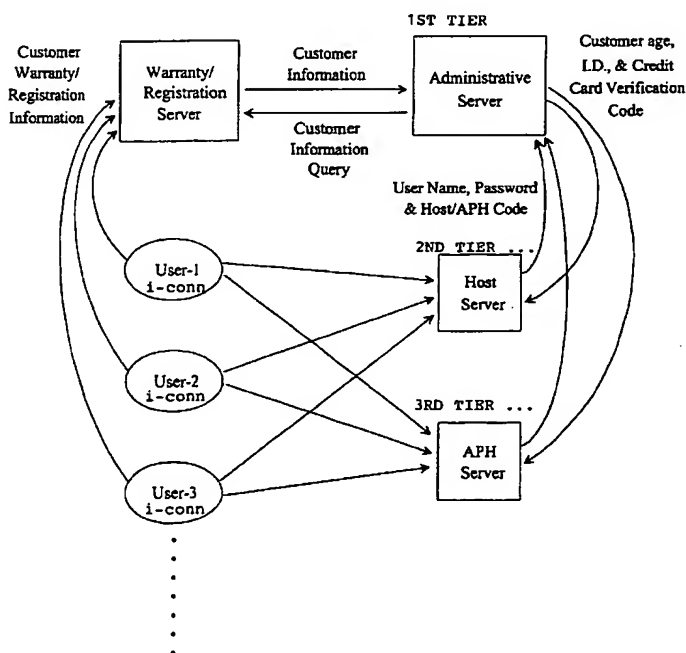 1ST TIER
Customer
Warranty/
Registration
Information
Warranty/
Registration
Server
Customer
Information
Customer
Information
Query
Administrative
Server
Customer age,
I.D., & Credit
Card Verification
Code
User Name, Password
& Host/APH Code
2ND TIER ...
User-1
i-conn
Host
Server
User-2
i-conn
3RD TIER ...
APH
Server
User-3
i-conn